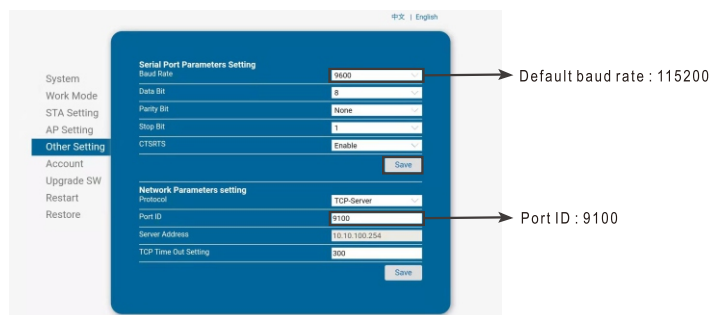 中文 | English
System
Work Mode
STA Setting
AP Setting
Other Setting
Account
Upgrade SW
Restart
Restore
Serial Port Parameters Setting
Baud Rate 9600
Data Bit 8
Parity Bit None
Stop Bit 1
CTSRTS Enable
Save
Network Parameters setting
Protocol TCP-Server
Port ID 9100
Server Address 10.10.100.254
TCP Time Out Setting 300
Save
Default baud rate : 115200
Port ID : 9100